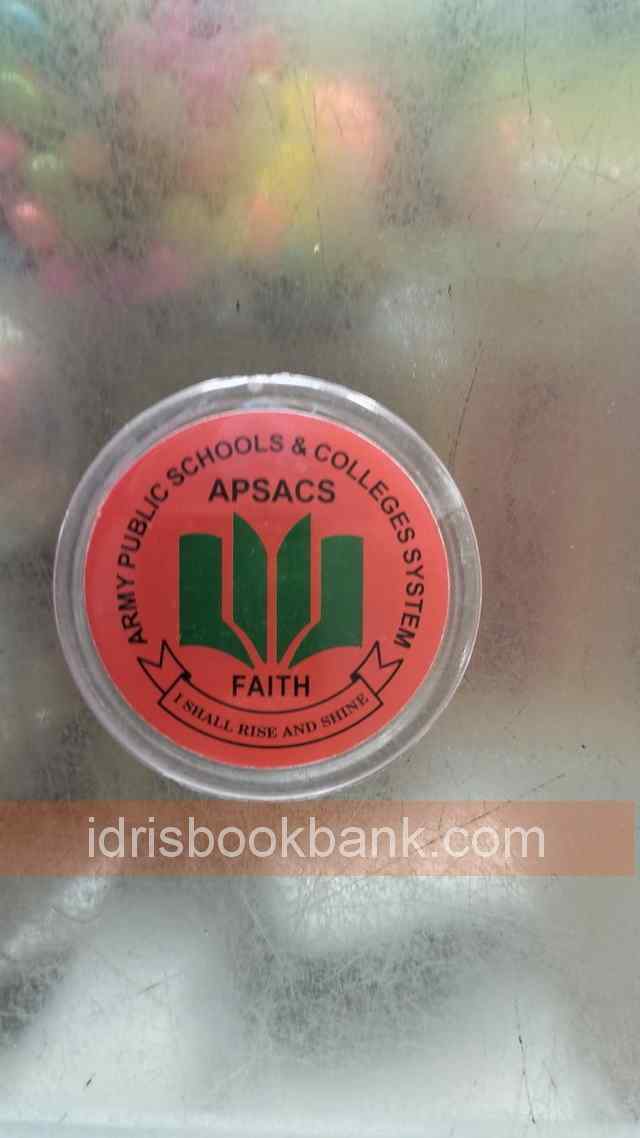 ARMY PUBLIC SCHOOLS & COLLEGES SYSTEM
APSACS
FAITH
I SHALL RISE AND SHINE
idrisbookbank.com